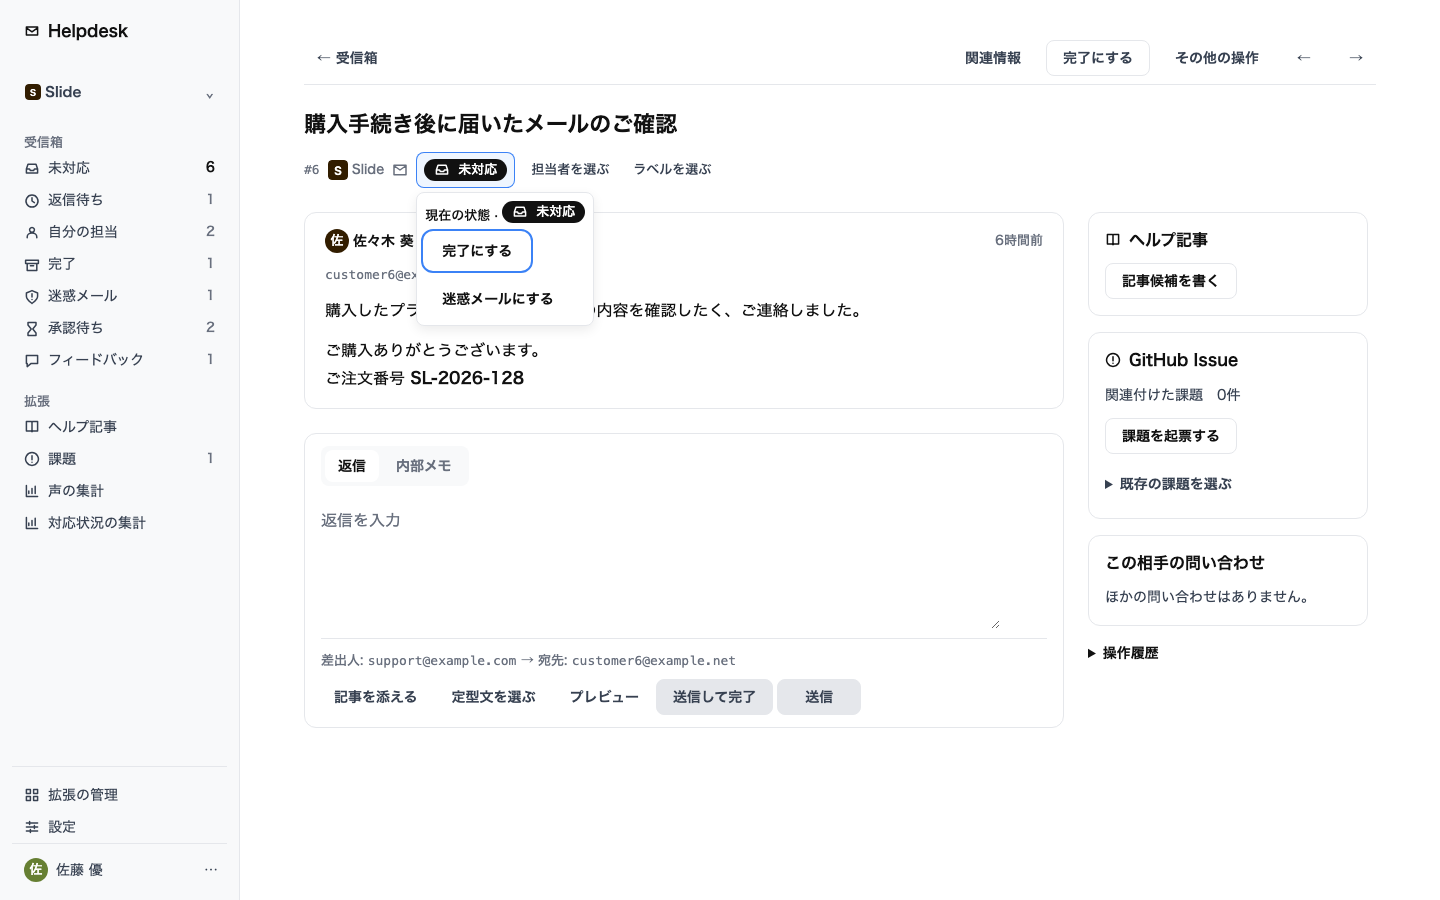 Helpdesk
S Slide
受信箱
未対応 6
返信待ち 1
自分の担当 2
完了 1
迷惑メール 1
承認待ち 2
フィードバック 1
拡張
ヘルプ記事
課題 1
声の集計
対応状況の集計
拡張の管理
設定
佐 佐藤 優 …
← 受信箱
関連情報 完了にする その他の操作 ← →
購入手続き後に届いたメールのご確認
#6 S Slide 未対応 担当者を選ぶ ラベルを選ぶ
現在の状態 · 未対応
完了にする
迷惑メールにする
佐 佐々木 葵 6時間前
customer6@ex
購入したプラ
内容を確認したく、ご連絡しました。
ご購入ありがとうございます。
ご注文番号 SL-2026-128
返信 内部メモ
返信を入力
差出人: support@example.com → 宛先: customer6@example.net
記事を添える 定型文を選ぶ プレビュー 送信して完了 送信
ヘルプ記事
記事候補を書く
GitHub Issue
関連付けた課題 0件
課題を起票する
▶ 既存の課題を選ぶ
この相手の問い合わせ
ほかの問い合わせはありません。
▶ 操作履歴